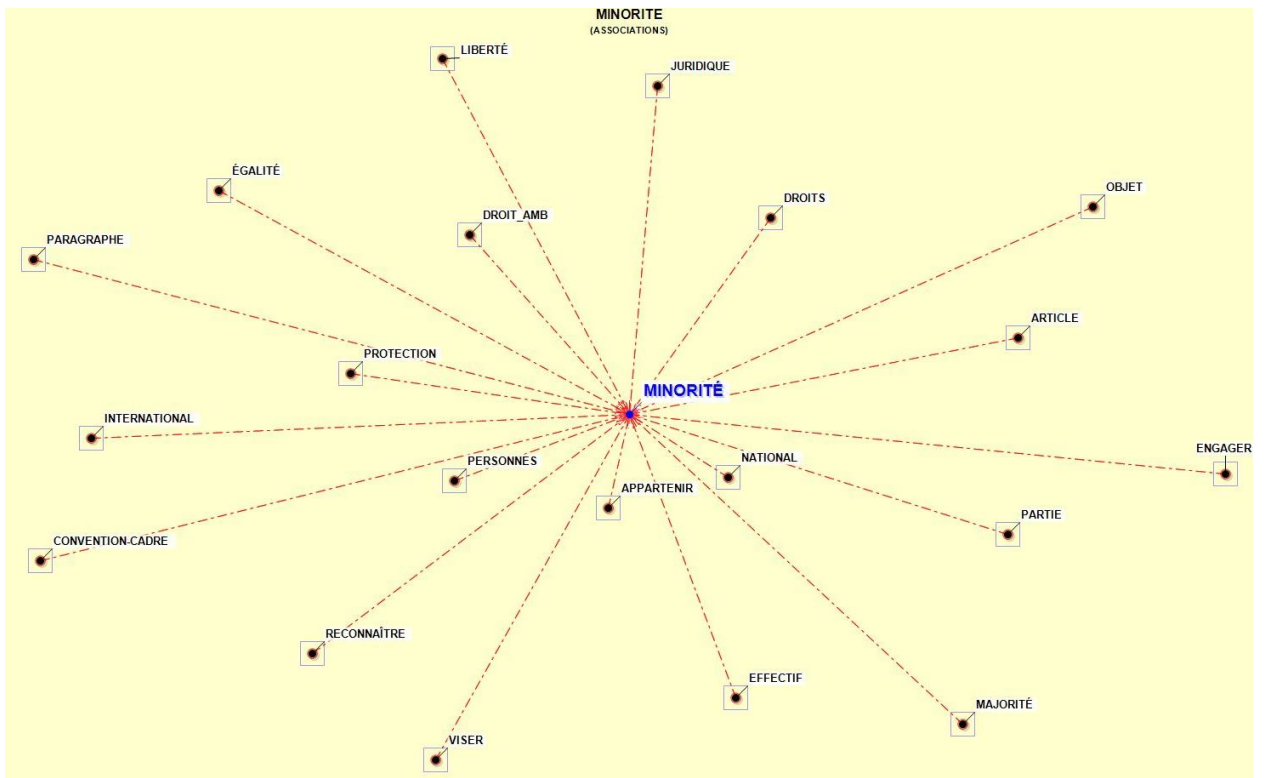 MINORITE
(ASSOCIATIONS)
LIBERTÉ
JURIDIQUE
ÉGALITÉ
OBJET
DROITS
DROIT_AMB
PARAGRAPHE
ARTICLE
PROTECTION
MINORITÉ
INTERNATIONAL
ENGAGER
NATIONAL
PERSONNES
APPARTENIR
PARTIE
CONVENTION-CADRE
RECONNAÎTRE
EFFECTIF
MAJORITÉ
VISER